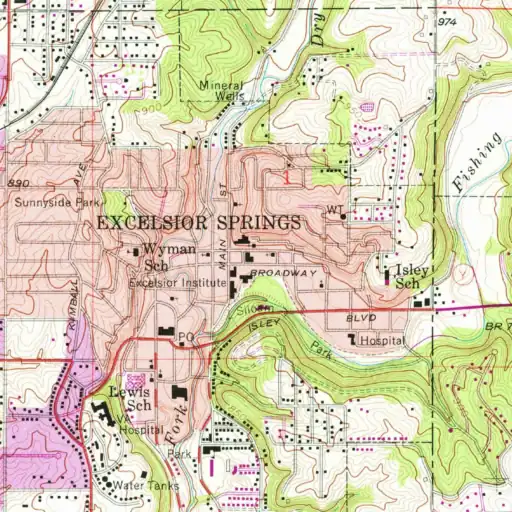 974
Dry
Mineral
Wells
900
Fishing
AVE
890
Sunnyside Park
1
ST
WT
EXCELSIOR SPRINGS
Wyman
Sch
MAIN
BROADWAY
Isley
Sch
Excelsior Institute
KIMBALL
Siloam
ISLEY
BLVD
BR 7
PO
Park
Hospital
Lewis
Sch
Hospital
Fork
Park
Water Tanks